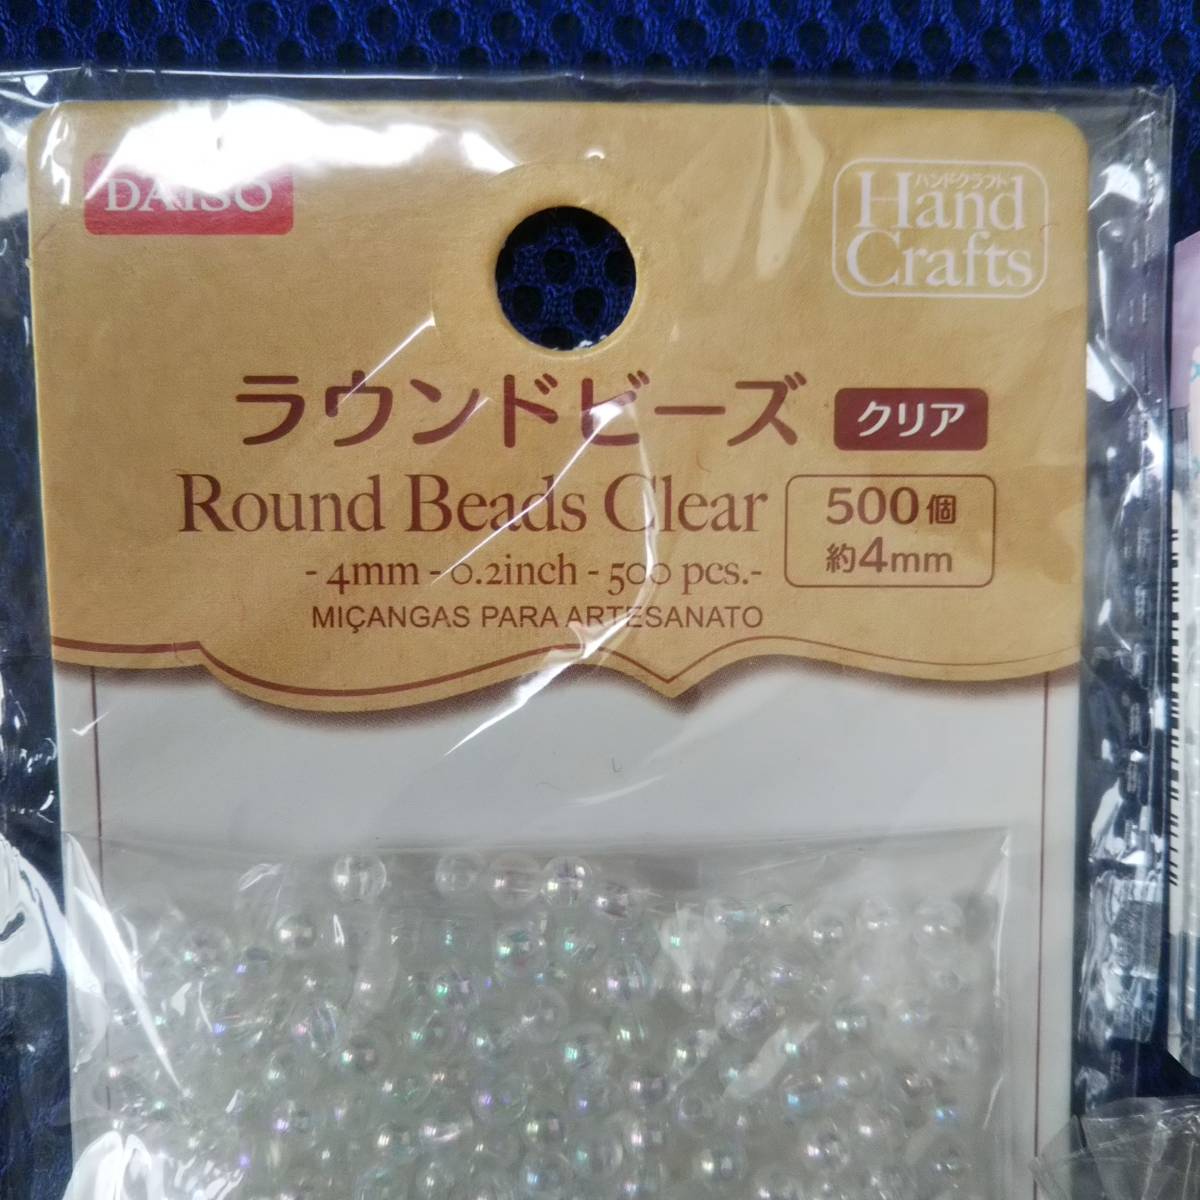 DAISO
ハンドクラフト
Hand
Crafts
ラウンドビーズ クリア
Round Beads Clear
500個
約4mm
- 4mm - 0.2inch - 500 pcs.-
MIÇANGAS PARA ARTESANATO